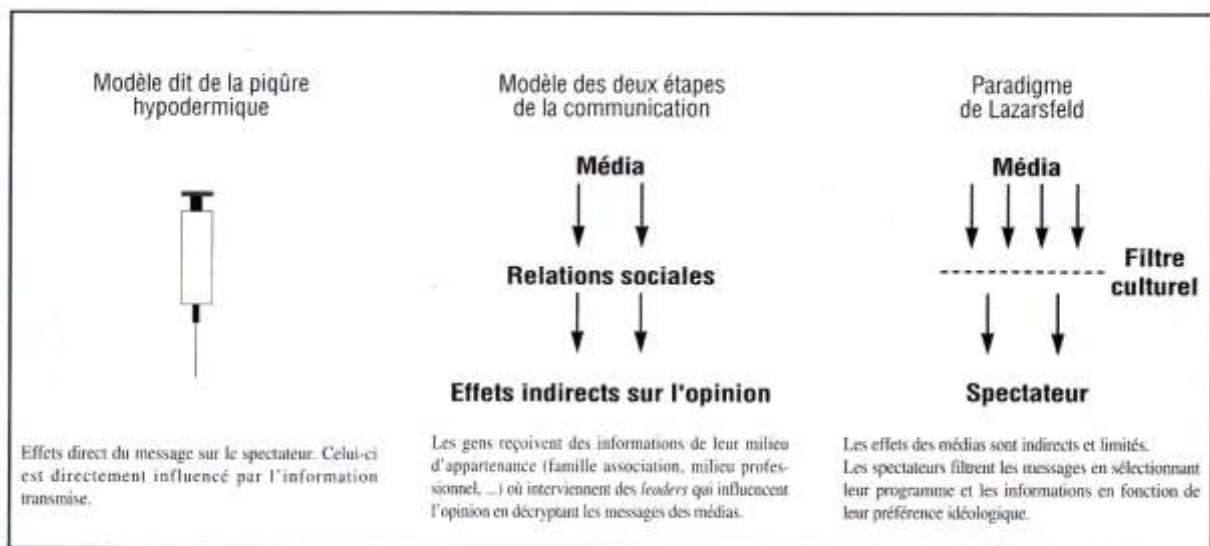 Modèle dit de la piqûre
hypodermique
Effets direct du message sur le spectateur. Celui-ci
est directement influencé par l'information
transmise.
Modèle des deux étapes
de la communication
Média
Relations sociales
Effets indirects sur l'opinion
Les gens reçoivent des informations de leur milieu
d'appartenance (famille association, milieu profes-
sionnel, ...) où interviennent des leaders qui influencent
l'opinion en décryptant les messages des médias.
Paradigme
de Lazarsfeld
Média
Filtre
culturel
Spectateur
Les effets des médias sont indirects et limités.
Les spectateurs filtrent les messages en sélectionnant
leur programme et les informations en fonction de
leur préférence idéologique.